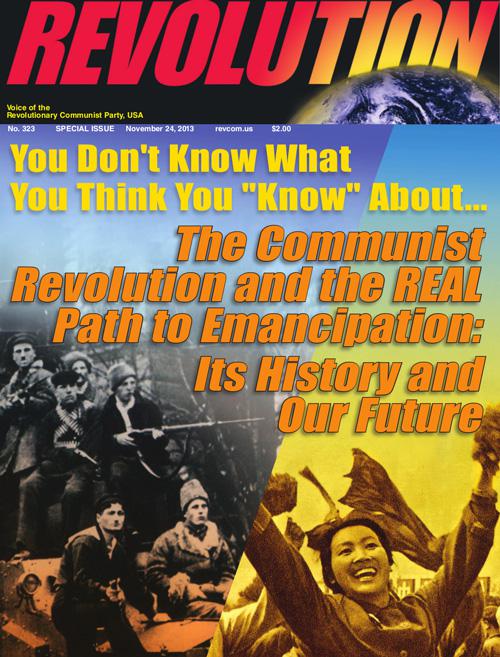 REVOLUTION
Voice of the
Revolutionary Communist Party, USA
No. 323 SPECIAL ISSUE November 24, 2013 revcom.us $2.00
You Don't Know What
You Think You "Know" About...
The Communist
Revolution and the REAL
Path to Emancipation:
Its History and
Our Future